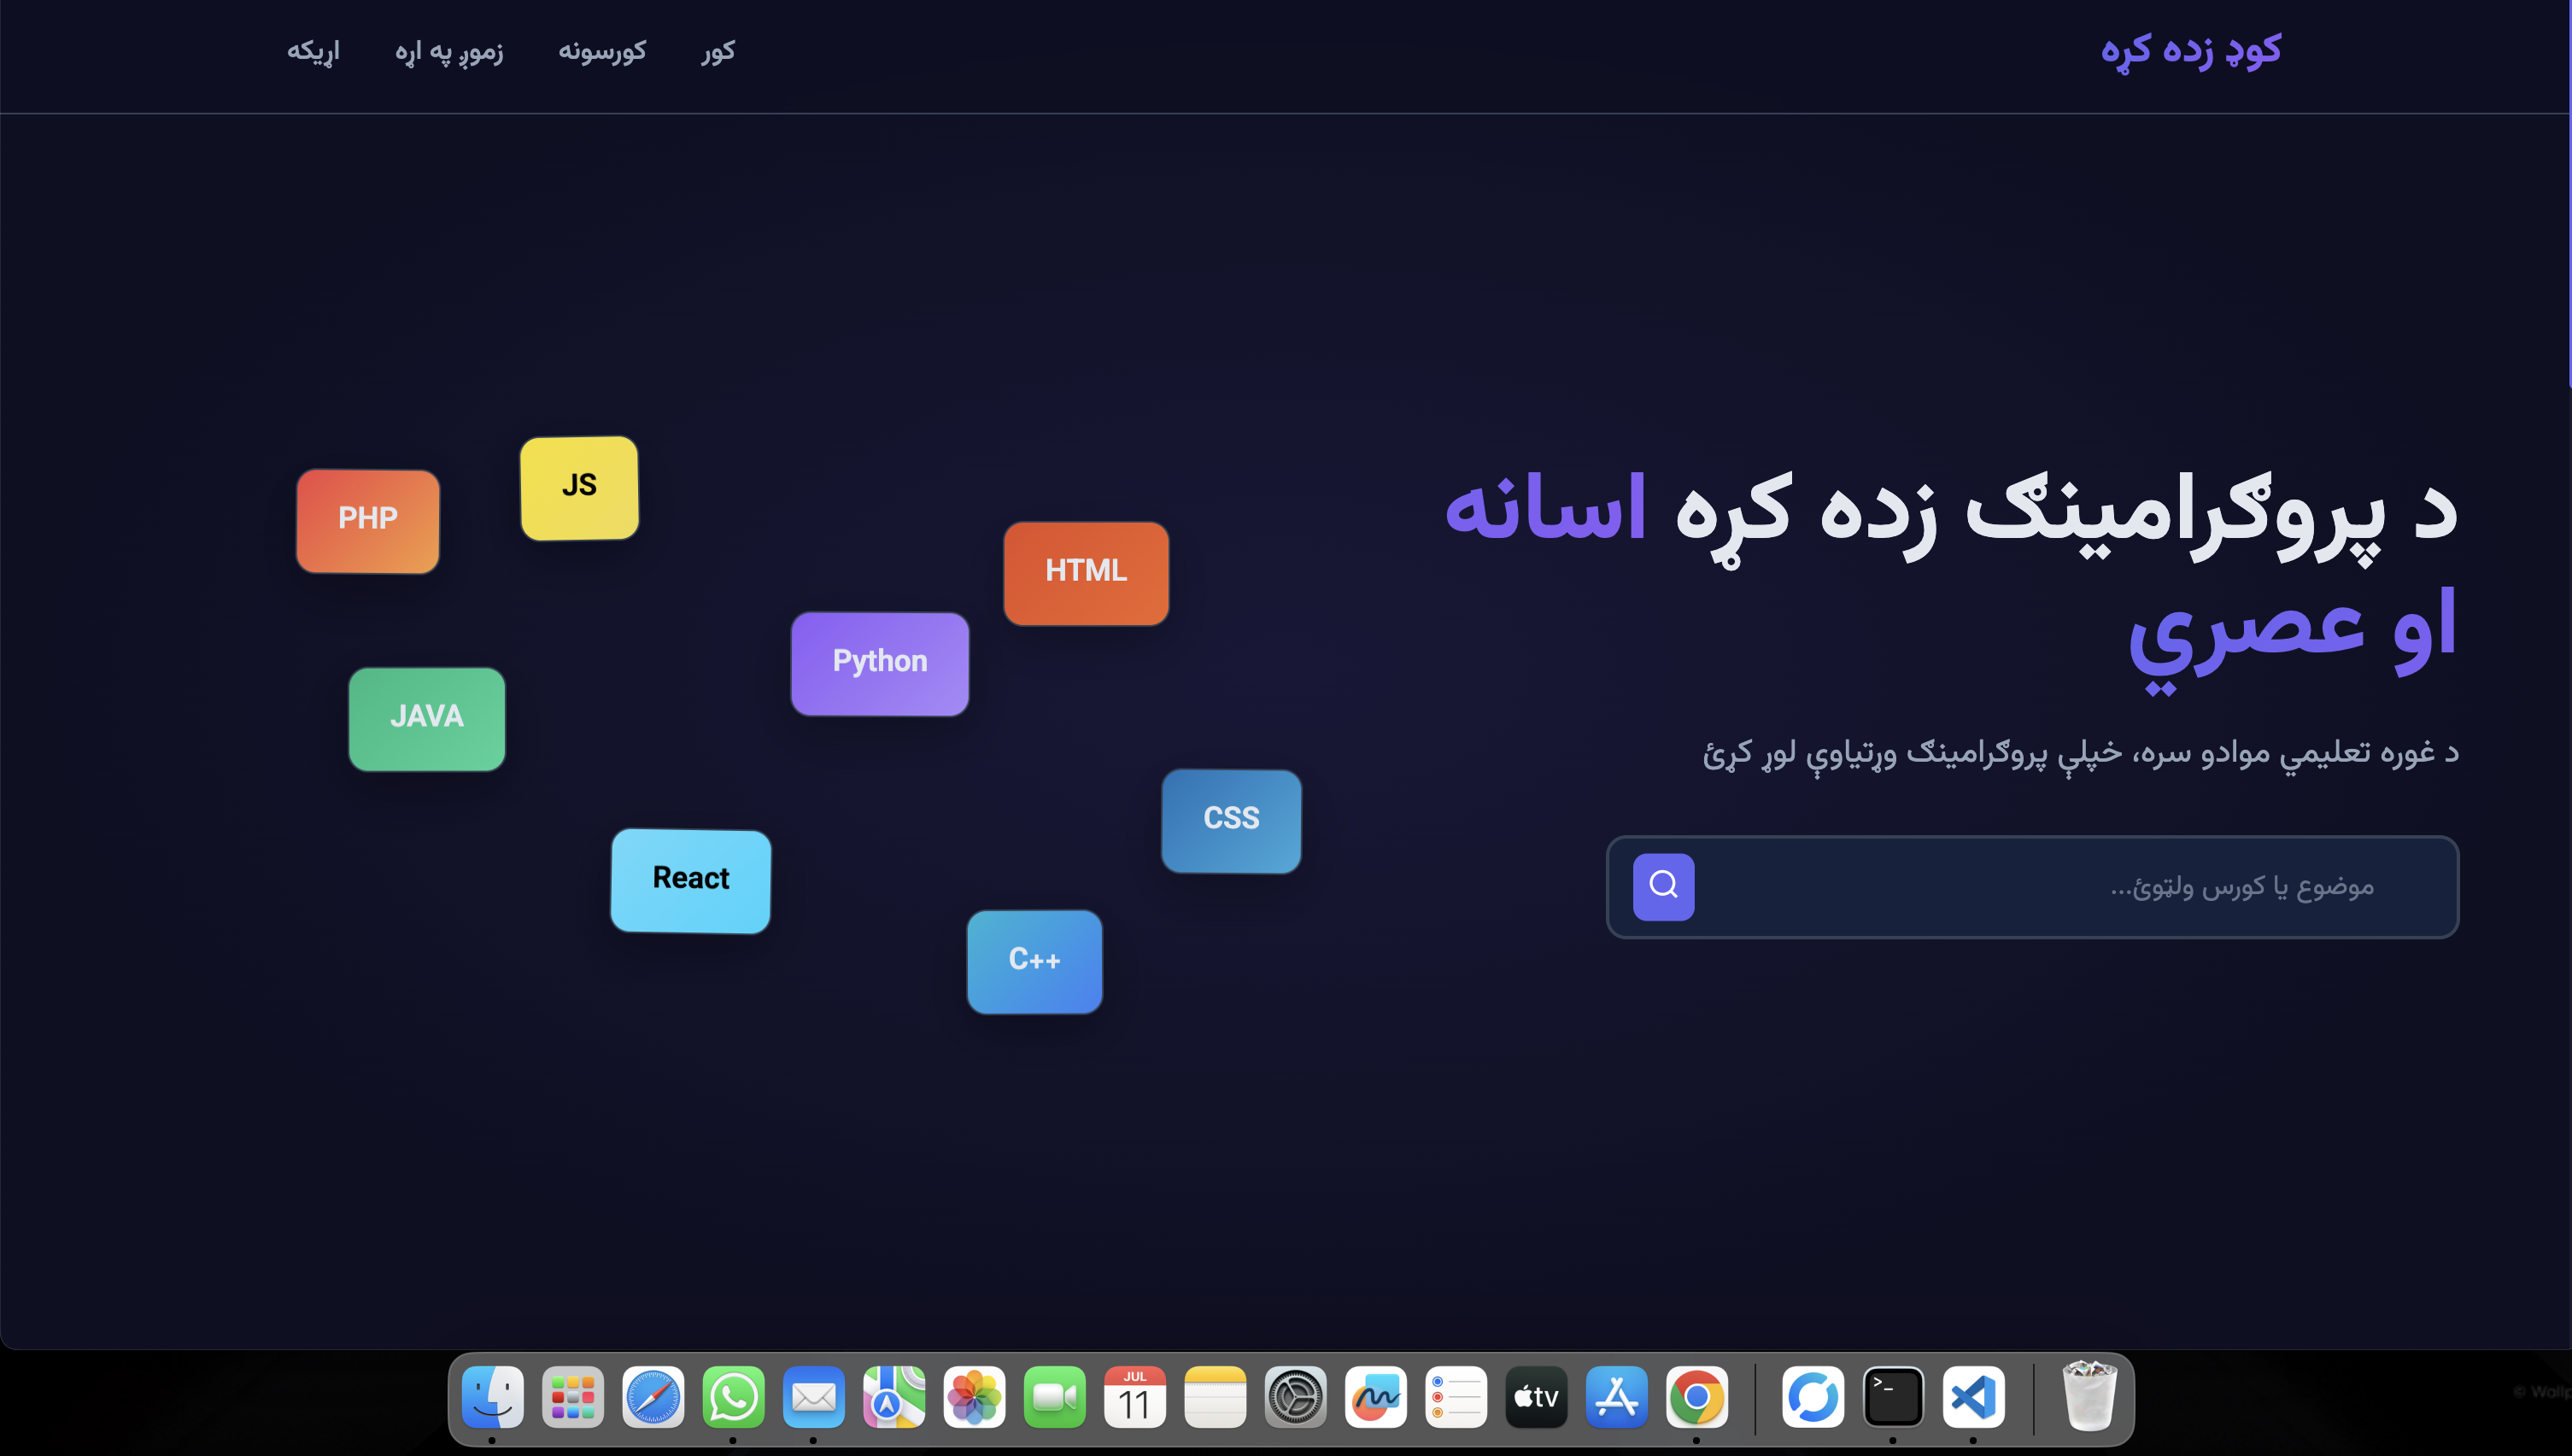 کوډ زده کړه
کور
کورسونه
زموږ په اړه
اړیکه
د پروګرامینګ زده کړه اسانه
او عصري
د غوره تعلیمي موادو سره، خپلې پروګرامینګ وړتیاوې لوړ کړئ
موضوع یا کورس ولټوئ...
JS
PHP
HTML
Python
JAVA
CSS
React
C++
JUL
11
tv
>_